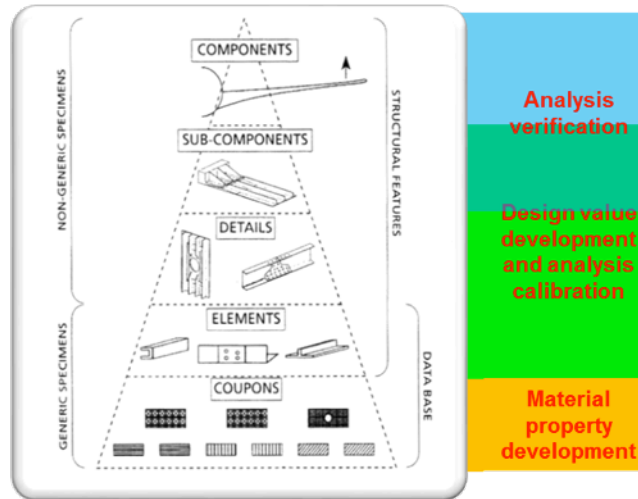 COMPONENTS
SUB-COMPONENTS
DETAILS
ELEMENTS
COUPONS
NON-GENERIC SPECIMENS
GENERIC SPECIMENS
STRUCTURAL FEATURES
DATA BASE
Analysis
verification
Design value
development
and analysis
calibration
Material
property
development